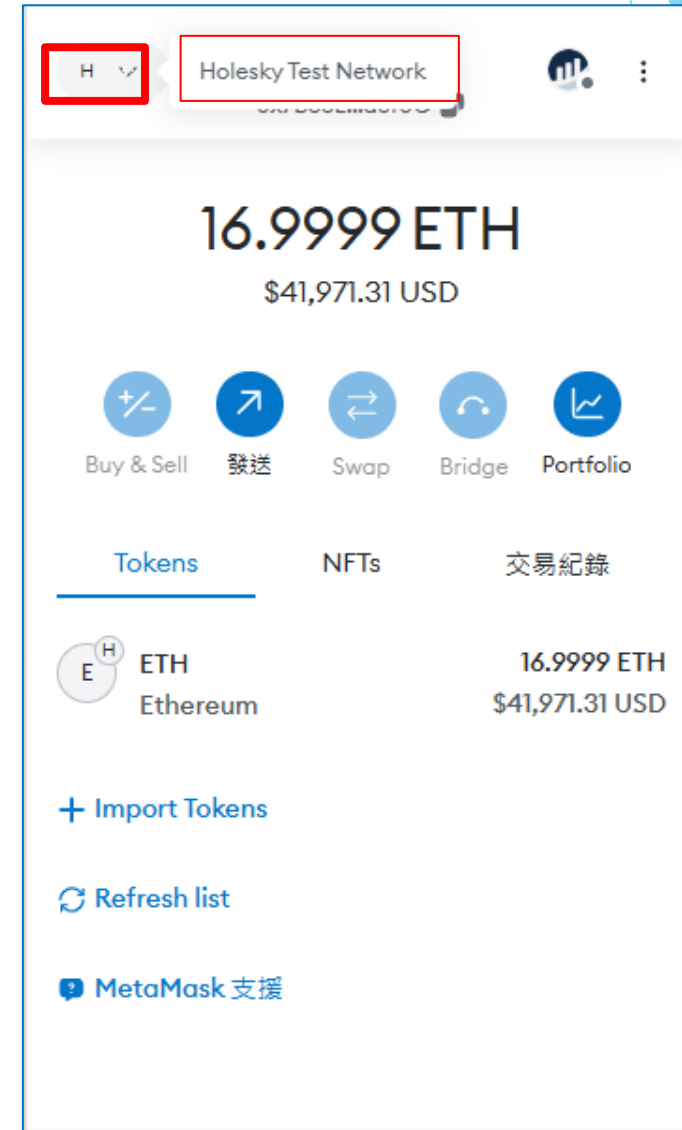 H
Holesky Test Network
16.9999 ETH
$41,971.31 USD
Buy & Sell 發送 Swap Bridge Portfolio
Tokens NFTs 交易紀錄
E H ETH 16.9999 ETH
Ethereum $41,971.31 USD
+ Import Tokens
Refresh list
MetaMask 支援